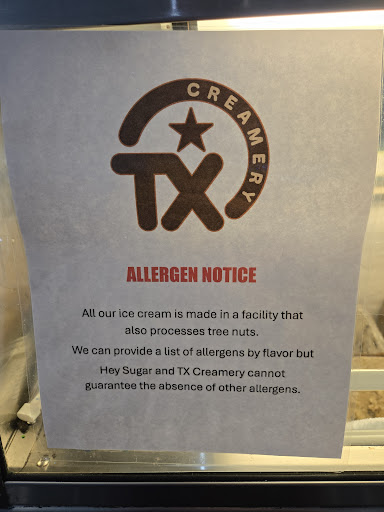 CREAMERY
TX
ALLERGEN NOTICE
All our ice cream is made in a facility that
also processes tree nuts.
We can provide a list of allergens by flavor but
Hey Sugar and TX Creamery cannot
guarantee the absence of other allergens.